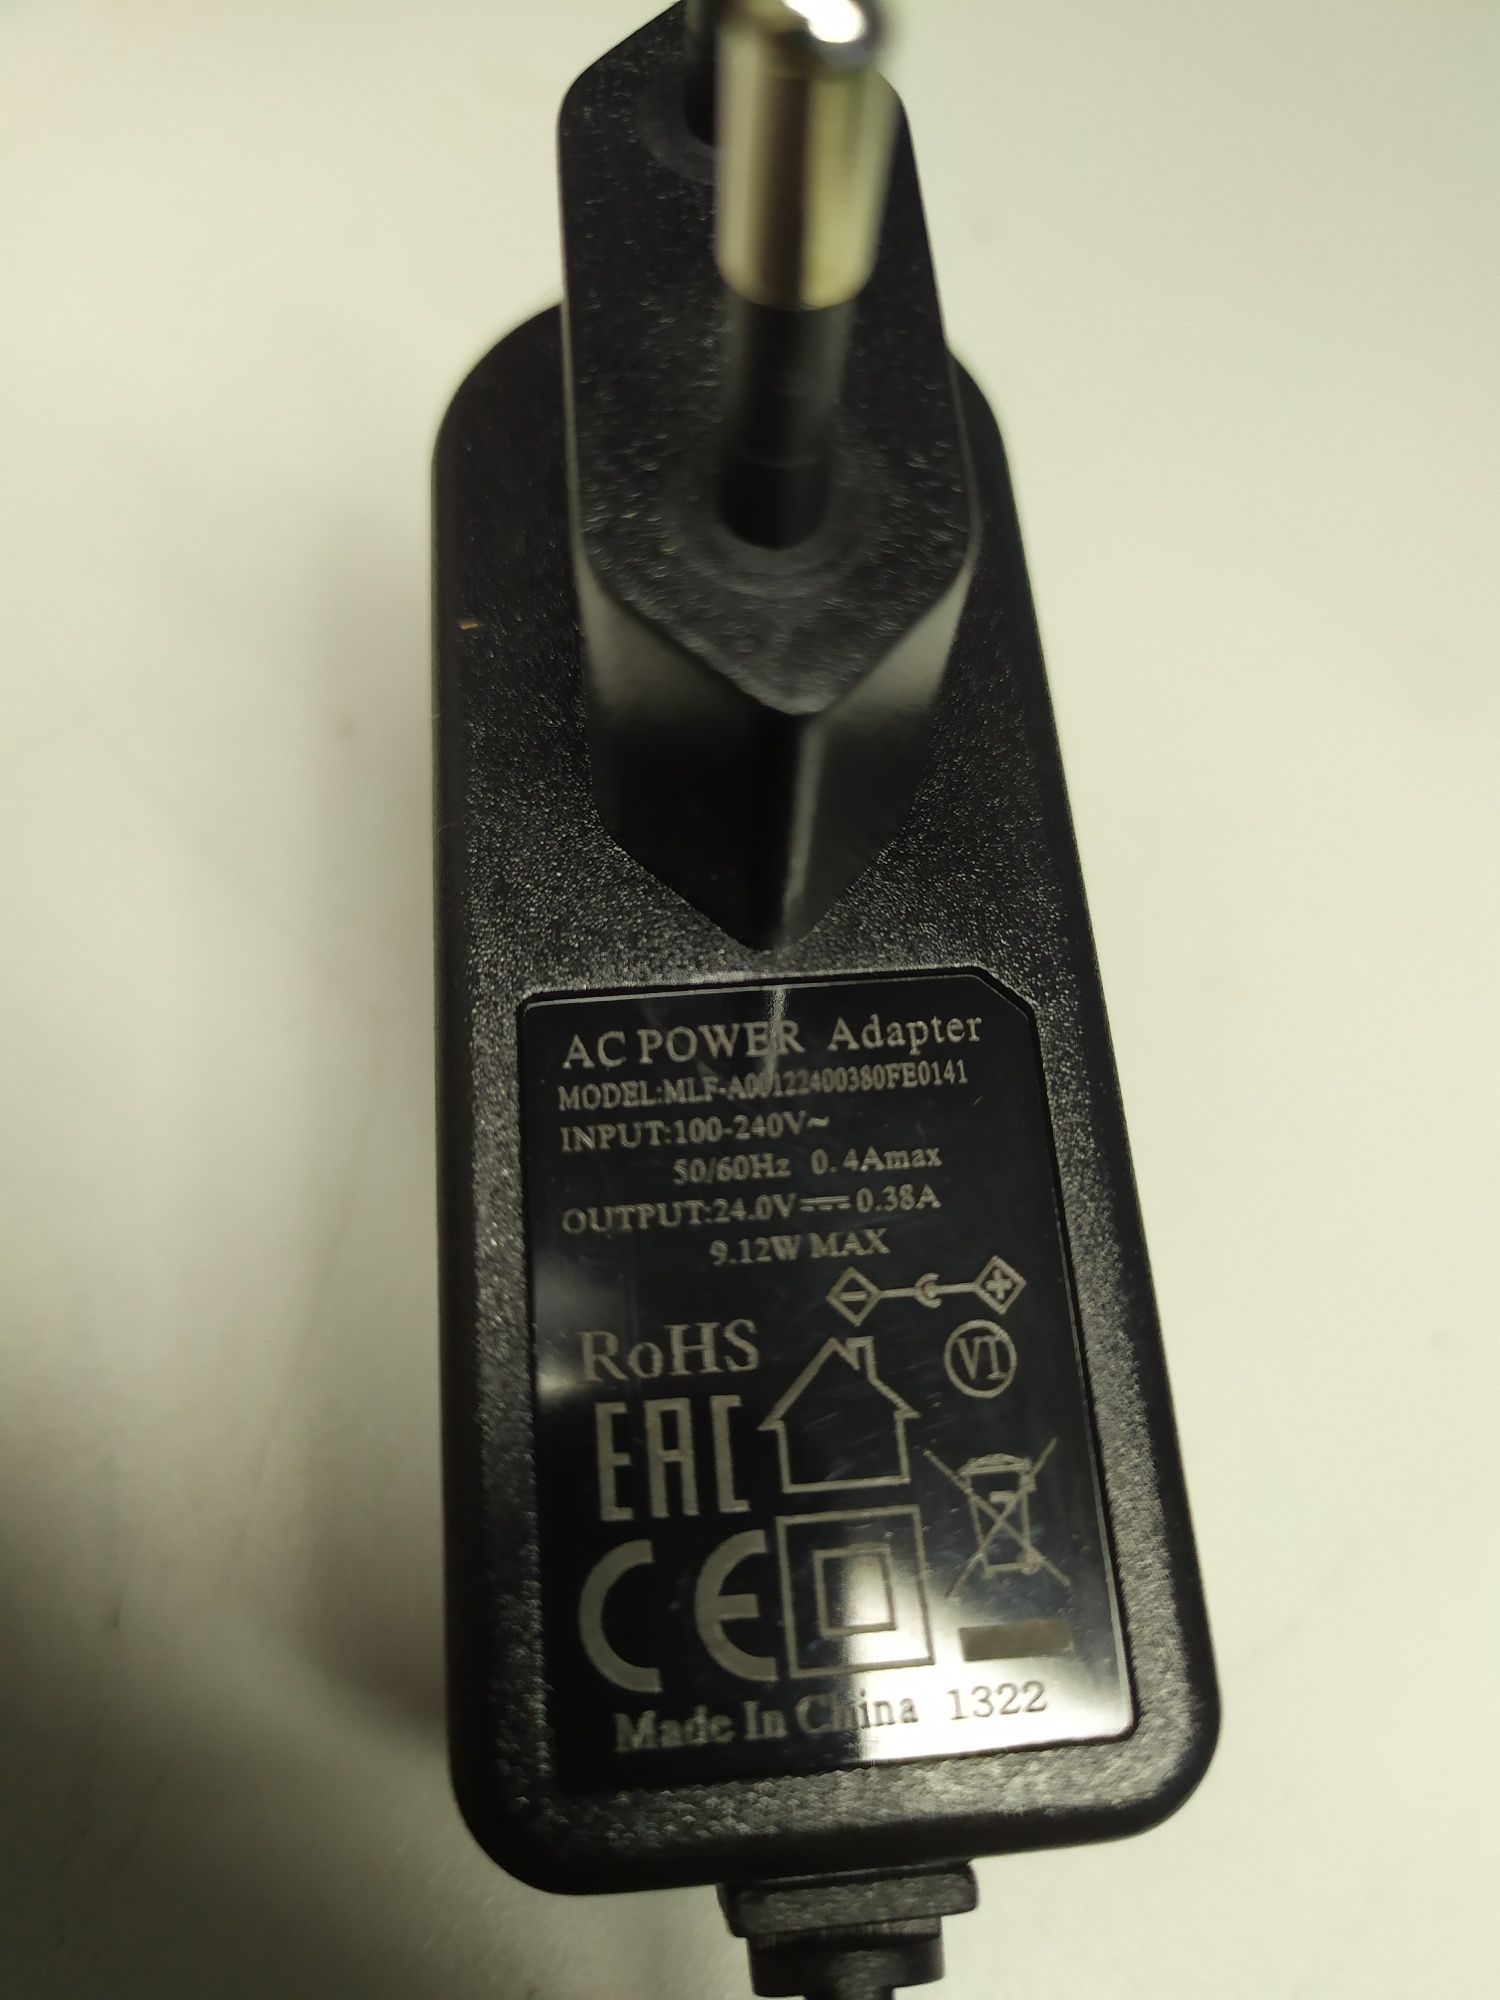 AC POWER Adapter
MODEL:MLF-A00122400380FE0141
INPUT:100-240V~
50/60Hz 0.4Amax
OUTPUT:24.0V⎓0.38A
9.12W MAX
RoHS
VI
EAC
CE
Made In China 1322